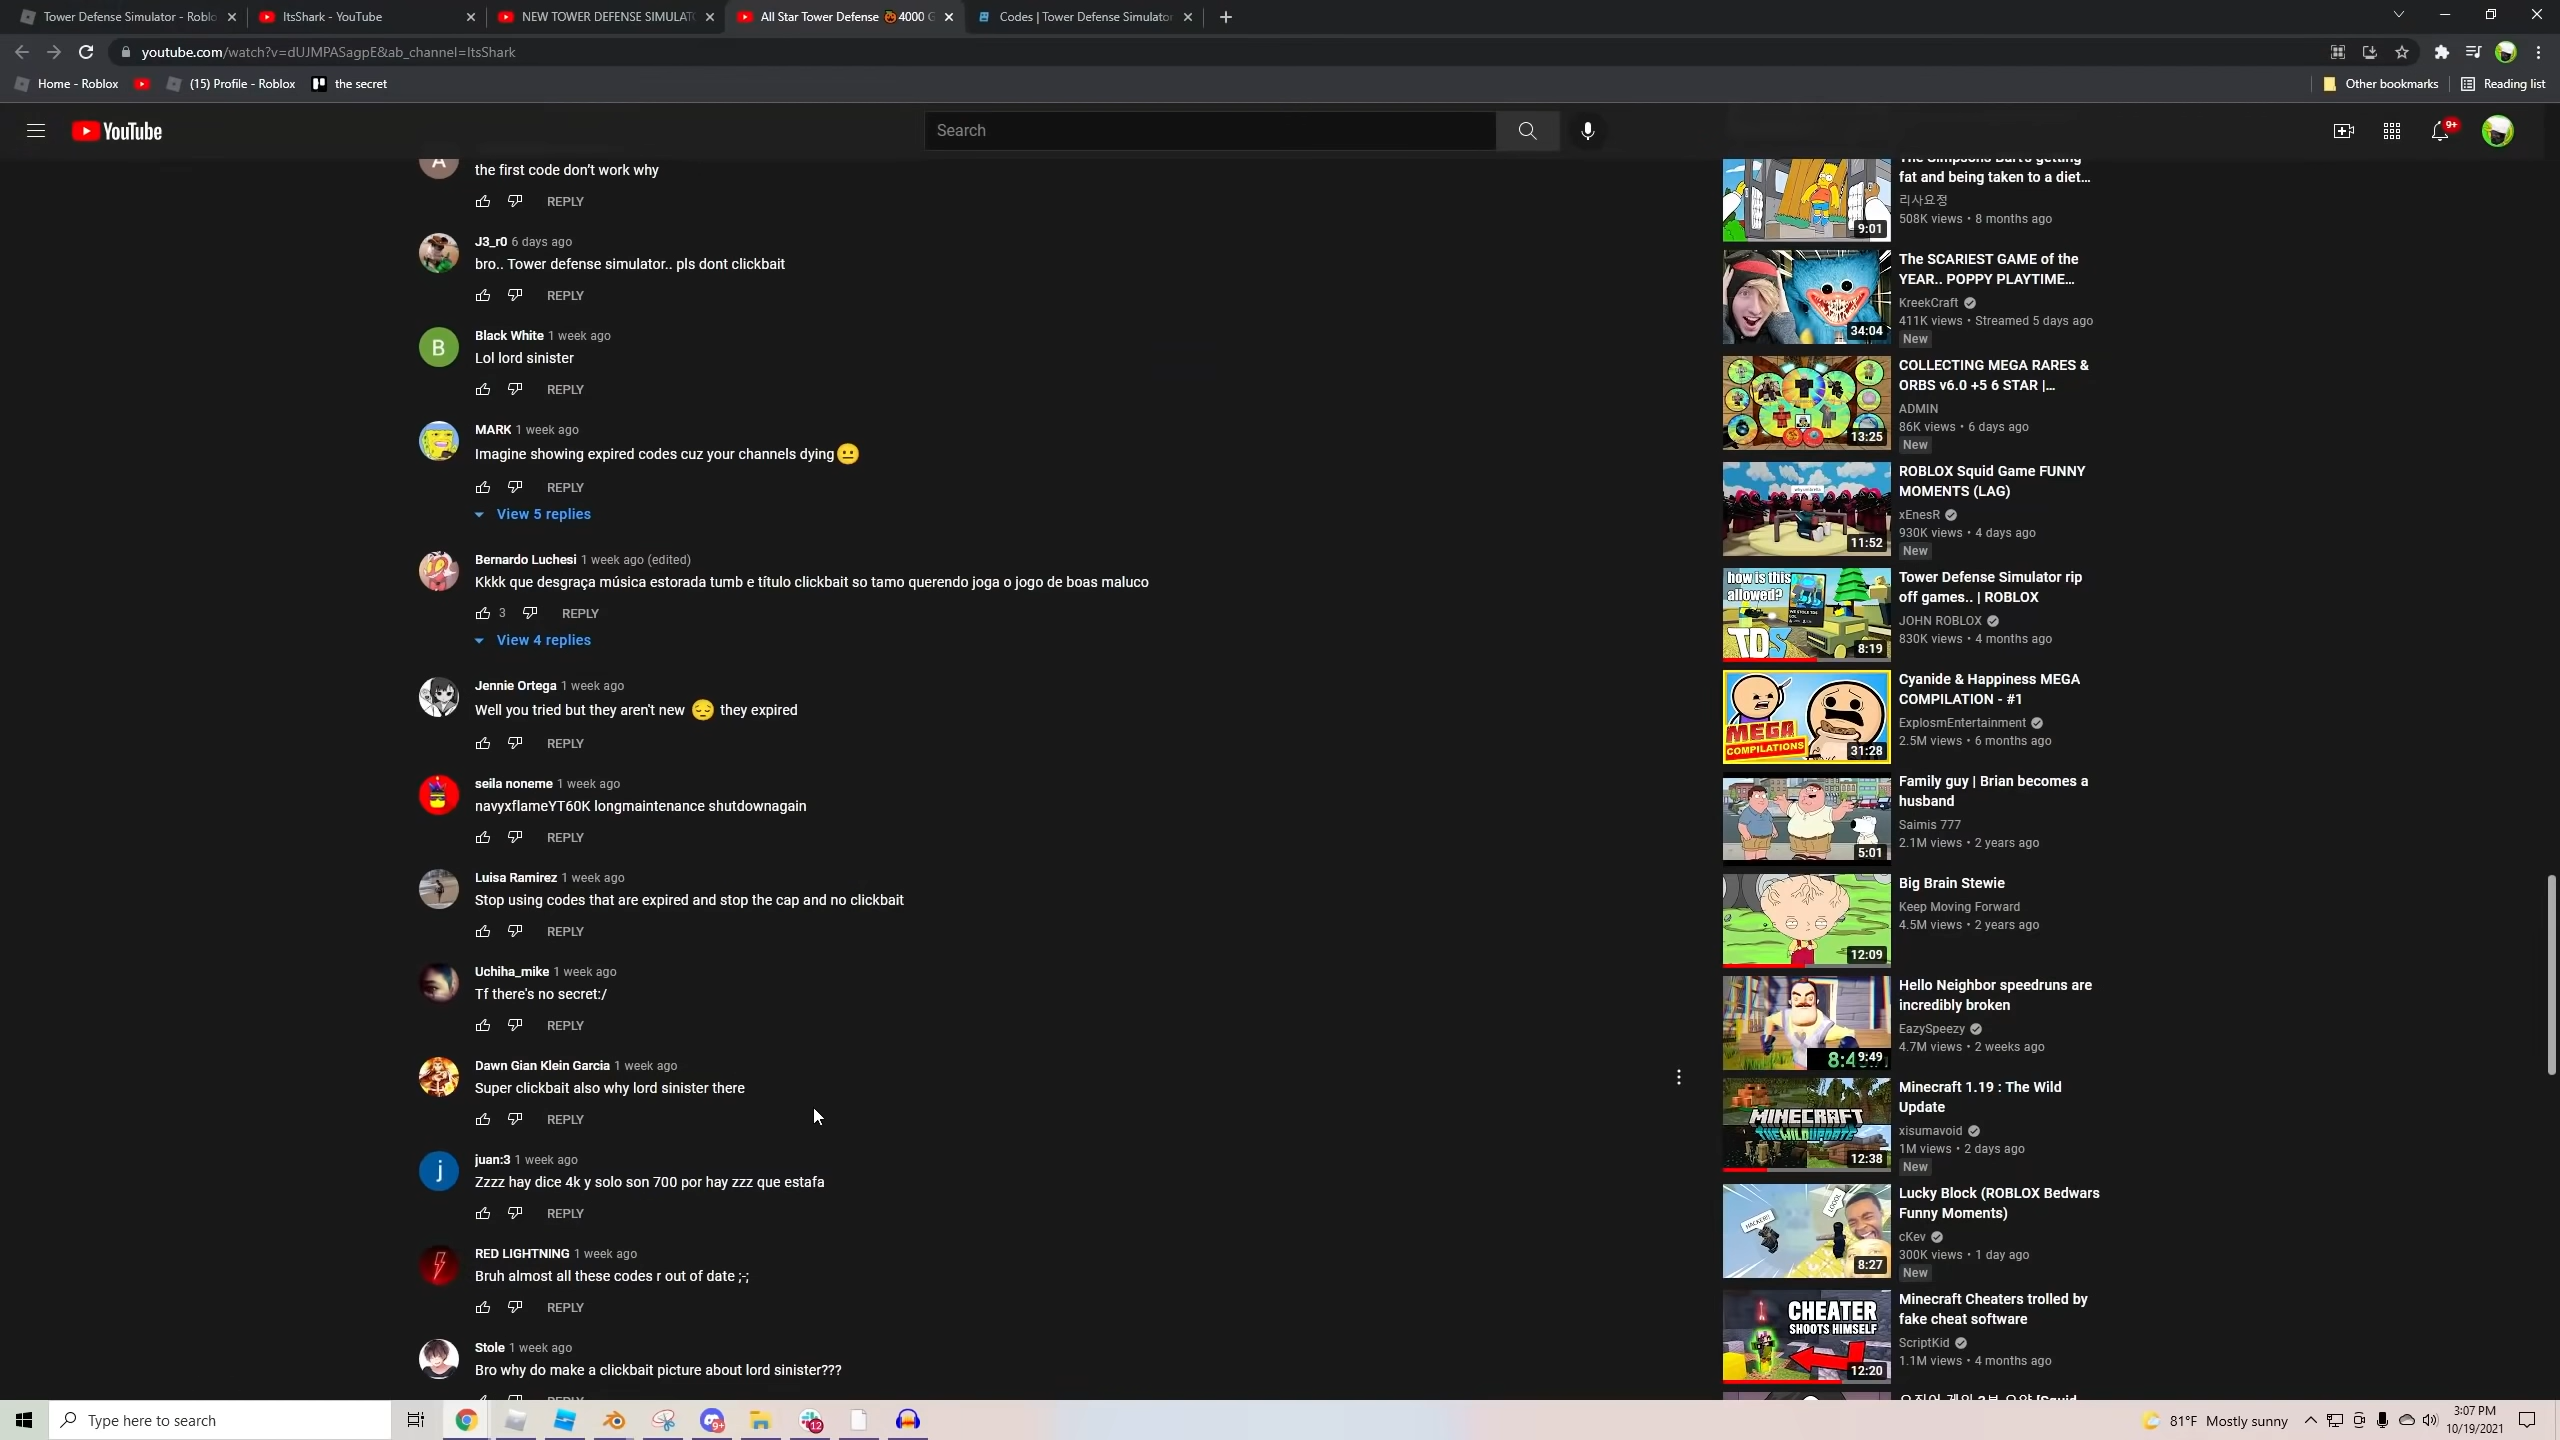 Tower Defense Simulator - Roblo
ItsShark - YouTube
NEW TOWER DEFENSE SIMULAT
All Star Tower Defense 🎃4000 G
Codes | Tower Defense Simulator
youtube.com/watch?v=dUJMPASagpE&ab_channel=ItsShark
Home - Roblox
(15) Profile - Roblox
the secret
Other bookmarks
Reading list
YouTube
Search
9+
A
the first code don't work why
REPLY
J3_r0 6 days ago
bro.. Tower defense simulator.. pls dont clickbait
REPLY
B
Black White 1 week ago
Lol lord sinister
REPLY
MARK 1 week ago
Imagine showing expired codes cuz your channels dying😐
REPLY
View 5 replies
Bernardo Luchesi 1 week ago (edited)
Kkkk que desgraça música estorada tumb e título clickbait so tamo querendo joga o jogo de boas maluco
3 REPLY
View 4 replies
Jennie Ortega 1 week ago
Well you tried but they aren't new 😔 they expired
REPLY
seila noneme 1 week ago
navyxflameYT60K longmaintenance shutdownagain
REPLY
Luisa Ramirez 1 week ago
Stop using codes that are expired and stop the cap and no clickbait
REPLY
Uchiha_mike 1 week ago
Tf there's no secret:/
REPLY
Dawn Gian Klein Garcia 1 week ago
Super clickbait also why lord sinister there
REPLY
j
juan:3 1 week ago
Zzzz hay dice 4k y solo son 700 por hay zzz que estafa
REPLY
RED LIGHTNING 1 week ago
Bruh almost all these codes r out of date ;-;
REPLY
Stole 1 week ago
Bro why do make a clickbait picture about lord sinister???
REPLY
The Simpsons Bart's getting
fat and being taken to a diet...
리사요정
508K views • 8 months ago
9:01
The SCARIEST GAME of the
YEAR.. POPPY PLAYTIME...
KreekCraft
411K views • Streamed 5 days ago
New
34:04
COLLECTING MEGA RARES &
ORBS v6.0 +5 6 STAR |...
ADMIN
86K views • 6 days ago
New
13:25
ROBLOX Squid Game FUNNY
MOMENTS (LAG)
xEnesR
930K views • 4 days ago
New
11:52
how is this
allowed?
TDS
8:19
Tower Defense Simulator rip
off games.. | ROBLOX
JOHN ROBLOX
830K views • 4 months ago
MEGA
COMPILATIONS
31:28
Cyanide & Happiness MEGA
COMPILATION - #1
ExplosmEntertainment
2.5M views • 6 months ago
Family guy | Brian becomes a
husband
Saimis 777
2.1M views • 2 years ago
5:01
Big Brain Stewie
Keep Moving Forward
4.5M views • 2 years ago
12:09
Hello Neighbor speedruns are
incredibly broken
EazySpeezy
4.7M views • 2 weeks ago
9:49
MINECRAFT
THE WILD UPDATE
12:38
Minecraft 1.19 : The Wild
Update
xisumavoid
1M views • 2 days ago
New
HACKER!!
8:27
Lucky Block (ROBLOX Bedwars
Funny Moments)
cKev
300K views • 1 day ago
New
CHEATER
SHOOTS HIMSELF
12:20
Minecraft Cheaters trolled by
fake cheat software
ScriptKid
1.1M views • 4 months ago
Type here to search
9+
12
81°F Mostly sunny
3:07 PM
10/19/2021